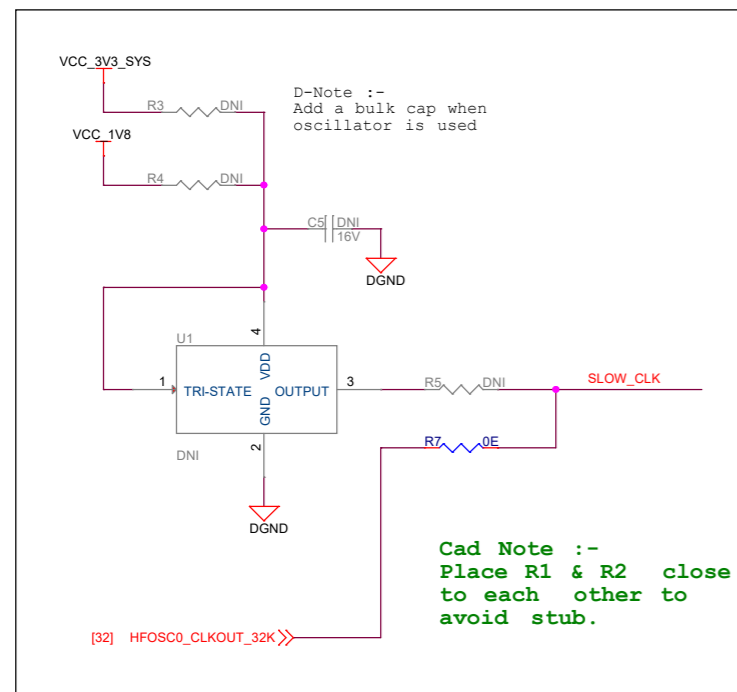 VCC_3V3_SYS
R3 DNI
D-Note :-
Add a bulk cap when
oscillator is used
VCC_1V8
R4 DNI
C5 DNI
16V
DGND
U1
4
VDD
1
TRI-STATE
OUTPUT
3
GND
2
DNI
R5 DNI
SLOW_CLK
R7 0E
DGND
Cad Note :-
Place R1 & R2 close
to each other to
avoid stub.
[32] HFOSC0_CLKOUT_32K